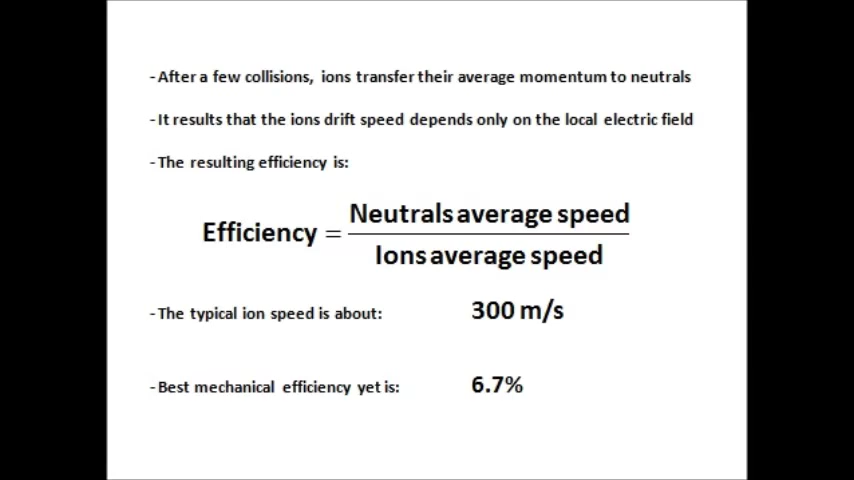 - After a few collisions, ions transfer their average momentum to neutrals
- It results that the ions drift speed depends only on the local electric field
- The resulting efficiency is:
Efficiency = Neutrals average speed
Ions average speed
- The typical ion speed is about: 300 m/s
- Best mechanical efficiency yet is: 6.7%